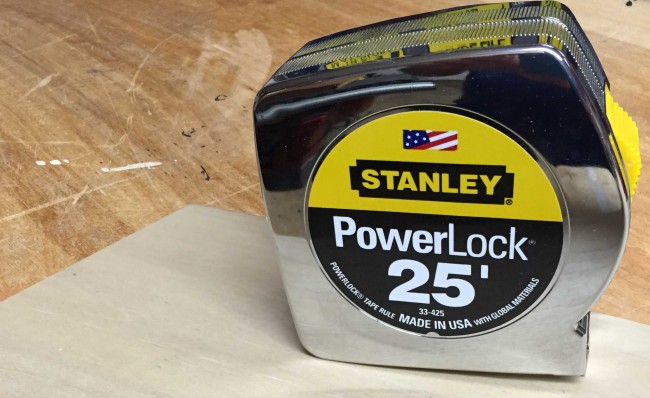 STANLEY®
PowerLock®
25'
33-425
POWERLOCK® TAPE RULE MADE IN USA WITH GLOBAL MATERIALS